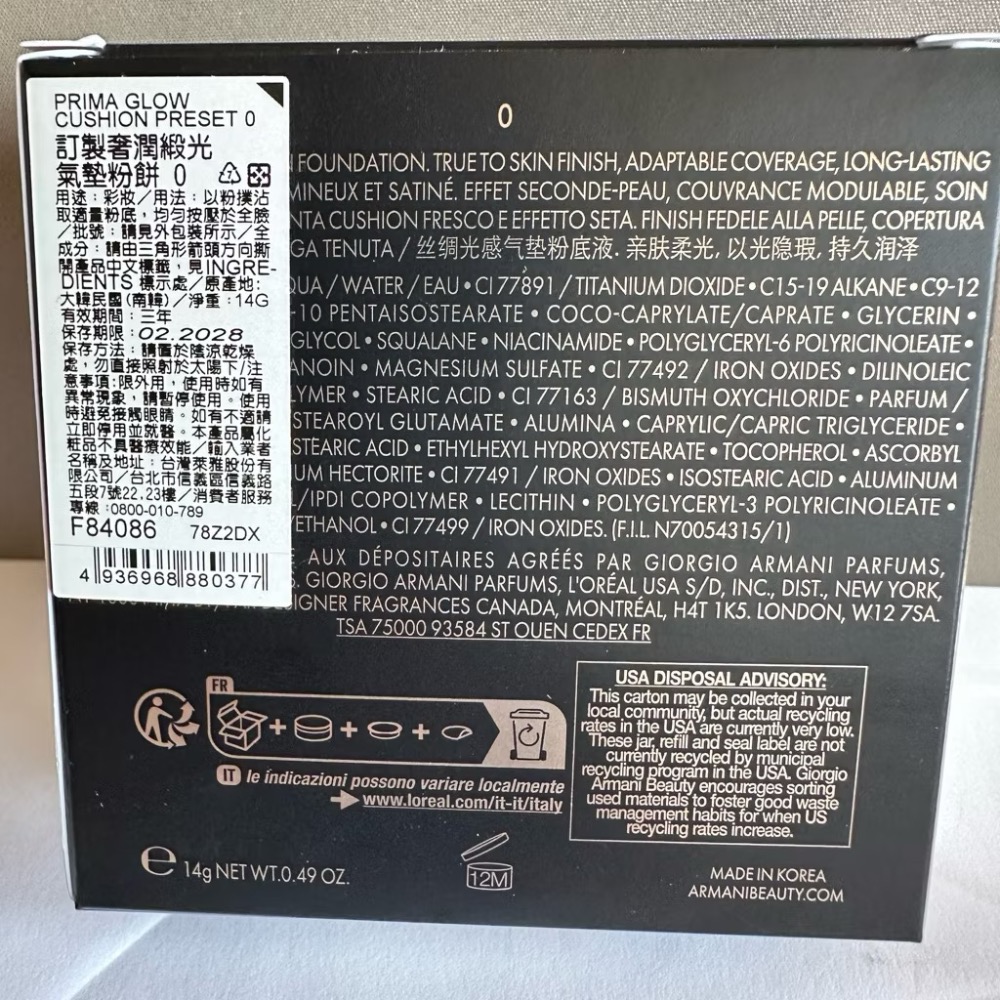 PRIMA GLOW
CUSHION PRESET 0
訂製奢潤緞光
氣墊粉餅 0
用途：彩妝／用法：以粉撲沾
取適量粉底，均勻按壓於全臉
／批號：請見外包裝所示／全
成分：請由三角形箭頭方向撕
開產品中文標籤，見INGRE-
DIENTS 標示處／原產地：
大韓民國(南韓)／淨重：14G
有效期間：三年
保存期限：02.2028
保存方法：請置於陰涼乾燥
處，勿直接照射於太陽下/注
意事項:限外用，使用時如有
異常現象，請暫停使用。使用
時避免接觸眼睛。如有不適請
立即停用並就醫。本產品屬化
粧品不具醫療效能／輸入業者
名稱及地址：台灣萊雅股份有
限公司／台北市信義區信義路
五段7號22.23樓／消費者服務
專線：0800-010-789
F84086 78Z2DX
4 936968 880377
0
N FOUNDATION. TRUE TO SKIN FINISH, ADAPTABLE COVERAGE, LONG-LASTING
MINEUX ET SATINÉ. EFFET SECONDE-PEAU, COUVRANCE MODULABLE, SOIN
NTA CUSHION FRESCO E EFFETTO SETA. FINISH FEDELE ALLA PELLE, COPERTURA
GA TENUTA / 丝绸光感气垫粉底液. 亲肤柔光, 以光隐瑕, 持久润泽
QUA / WATER / EAU • CI 77891 / TITANIUM DIOXIDE • C15-19 ALKANE • C9-12
-10 PENTAISOSTEARATE • COCO-CAPRYLATE/CAPRATE • GLYCERIN •
GLYCOL • SQUALANE • NIACINAMIDE • POLYGLYCERYL-6 POLYRICINOLEATE •
ANOIN • MAGNESIUM SULFATE • CI 77492 / IRON OXIDES • DILINOLEIC
LYMER • STEARIC ACID • CI 77163 / BISMUTH OXYCHLORIDE • PARFUM /
STEAROYL GLUTAMATE • ALUMINA • CAPRYLIC/CAPRIC TRIGLYCERIDE •
STEARIC ACID • ETHYLHEXYL HYDROXYSTEARATE • TOCOPHEROL • ASCORBYL
UM HECTORITE • CI 77491 / IRON OXIDES • ISOSTEARIC ACID • ALUMINUM
/IPDI COPOLYMER • LECITHIN • POLYGLYCERYL-3 POLYRICINOLEATE •
YETHANOL • CI 77499 / IRON OXIDES. (F.I.L. N70054315/1)
E AUX DÉPOSITAIRES AGRÉÉS PAR GIORGIO ARMANI PARFUMS,
S. GIORGIO ARMANI PARFUMS, L'ORÉAL USA S/D, INC., DIST., NEW YORK,
DESIGNER FRAGRANCES CANADA, MONTRÉAL, H4T 1K5. LONDON, W12 7SA.
TSA 75000 93584 ST OUEN CEDEX FR
FR
+ + +
IT le indicazioni possono variare localmente
www.loreal.com/it-it/italy
USA DISPOSAL ADVISORY:
This carton may be collected in your
local community, but actual recycling
rates in the USA are currently very low.
These jar, refill and seal label are not
currently recycled by municipal
recycling program in the USA. Giorgio
Armani Beauty encourages sorting
used materials to foster good waste
management habits for when US
recycling rates increase.
e 14g NET WT.0.49 OZ.
12M
MADE IN KOREA
ARMANIBEAUTY.COM